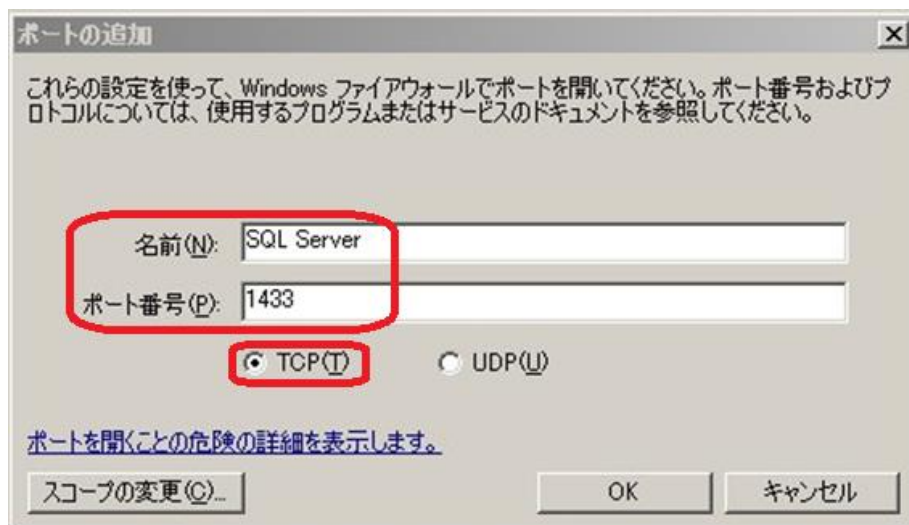 ポートの追加
これらの設定を使って、Windows ファイアウォールでポートを開いてください。ポート番号およびプ
ロトコルについては、使用するプログラムまたはサービスのドキュメントを参照してください。
名前(N): SQL Server
ポート番号(P): 1433
TCP(T) UDP(U)
ポートを開くことの危険の詳細を表示します。
スコープの変更(C)... OK キャンセル